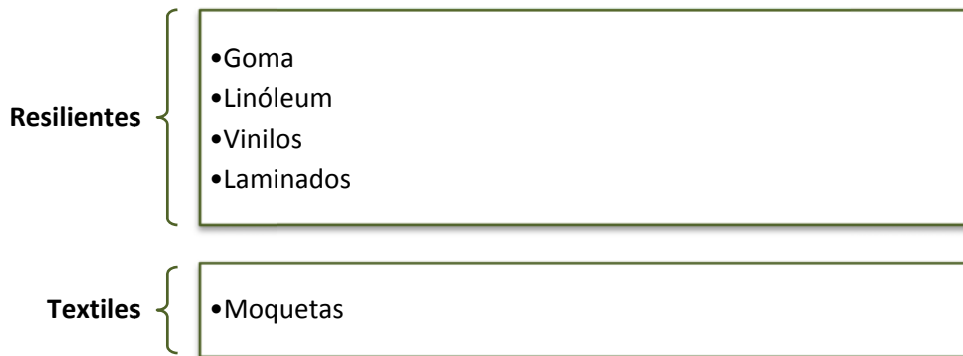 Resilientes
•Goma
•Linóleum
•Vinilos
•Laminados
Textiles
•Moquetas